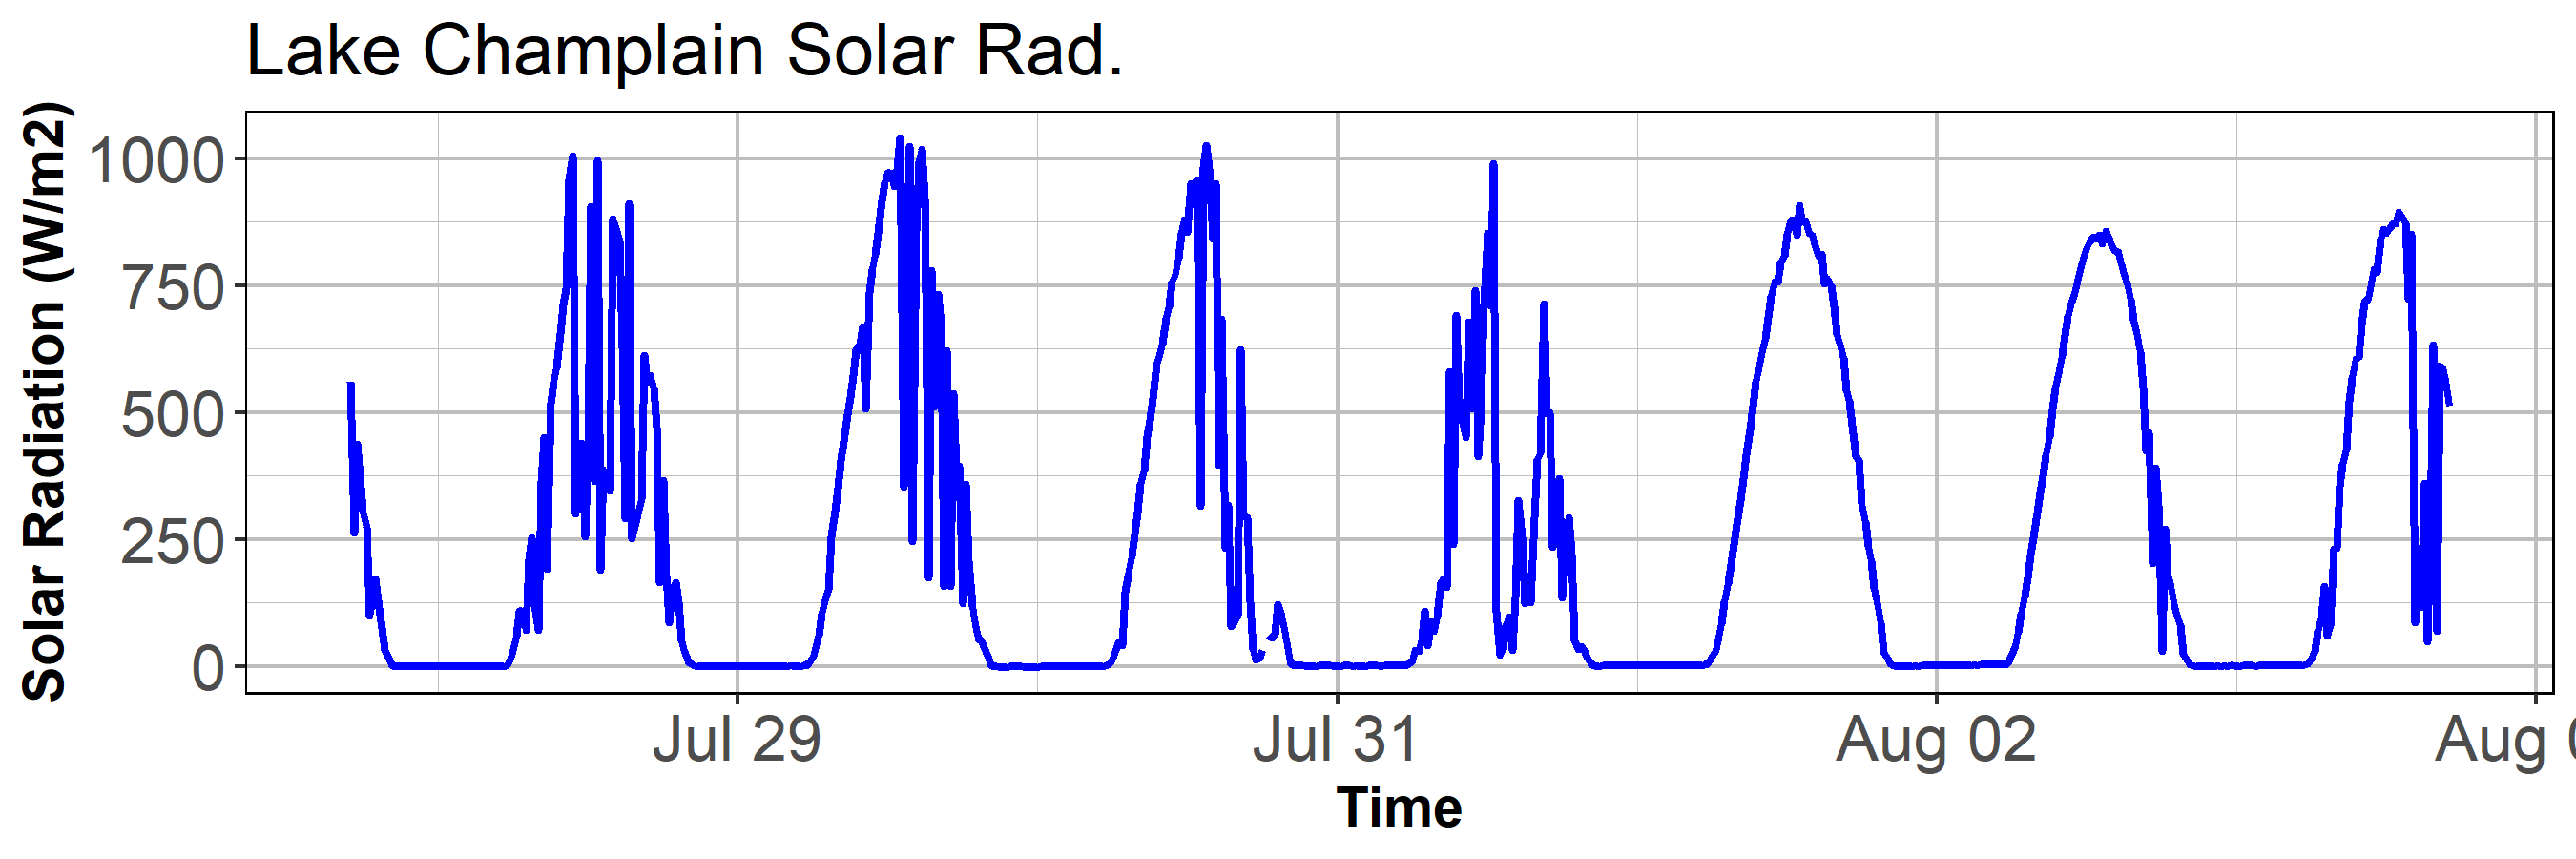 Lake Champlain Solar Rad.
Solar Radiation (W/m2)
1000
750
500
250
0
Jul 29 Jul 31 Aug 02 Aug
Time